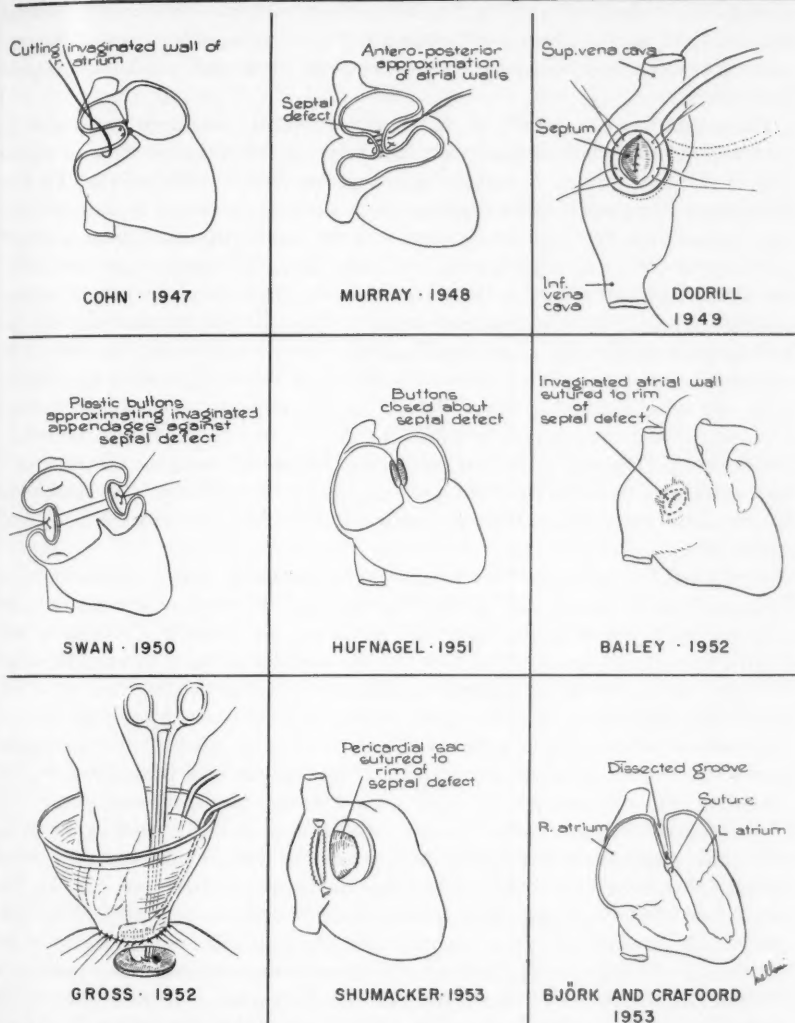 Cutting invaginated wall of
r. atrium
COHN · 1947
Antero-posterior
approximation
of atrial walls
Septal
defect
MURRAY · 1948
Sup. vena cava
Septum
Inf.
vena
cava
DODRILL
1949
Plastic buttons
approximating invaginated
appendages against
septal defect
SWAN · 1950
Buttons
closed about
septal defect
HUFNAGEL · 1951
Invaginated atrial wall
sutured to rim
of
septal defect
BAILEY · 1952
GROSS · 1952
Pericardial sac
sutured to
rim of
septal defect
SHUMACKER · 1953
Dissected groove
Suture
R. atrium
L atrium
BJÖRK AND CRAFOORD
1953